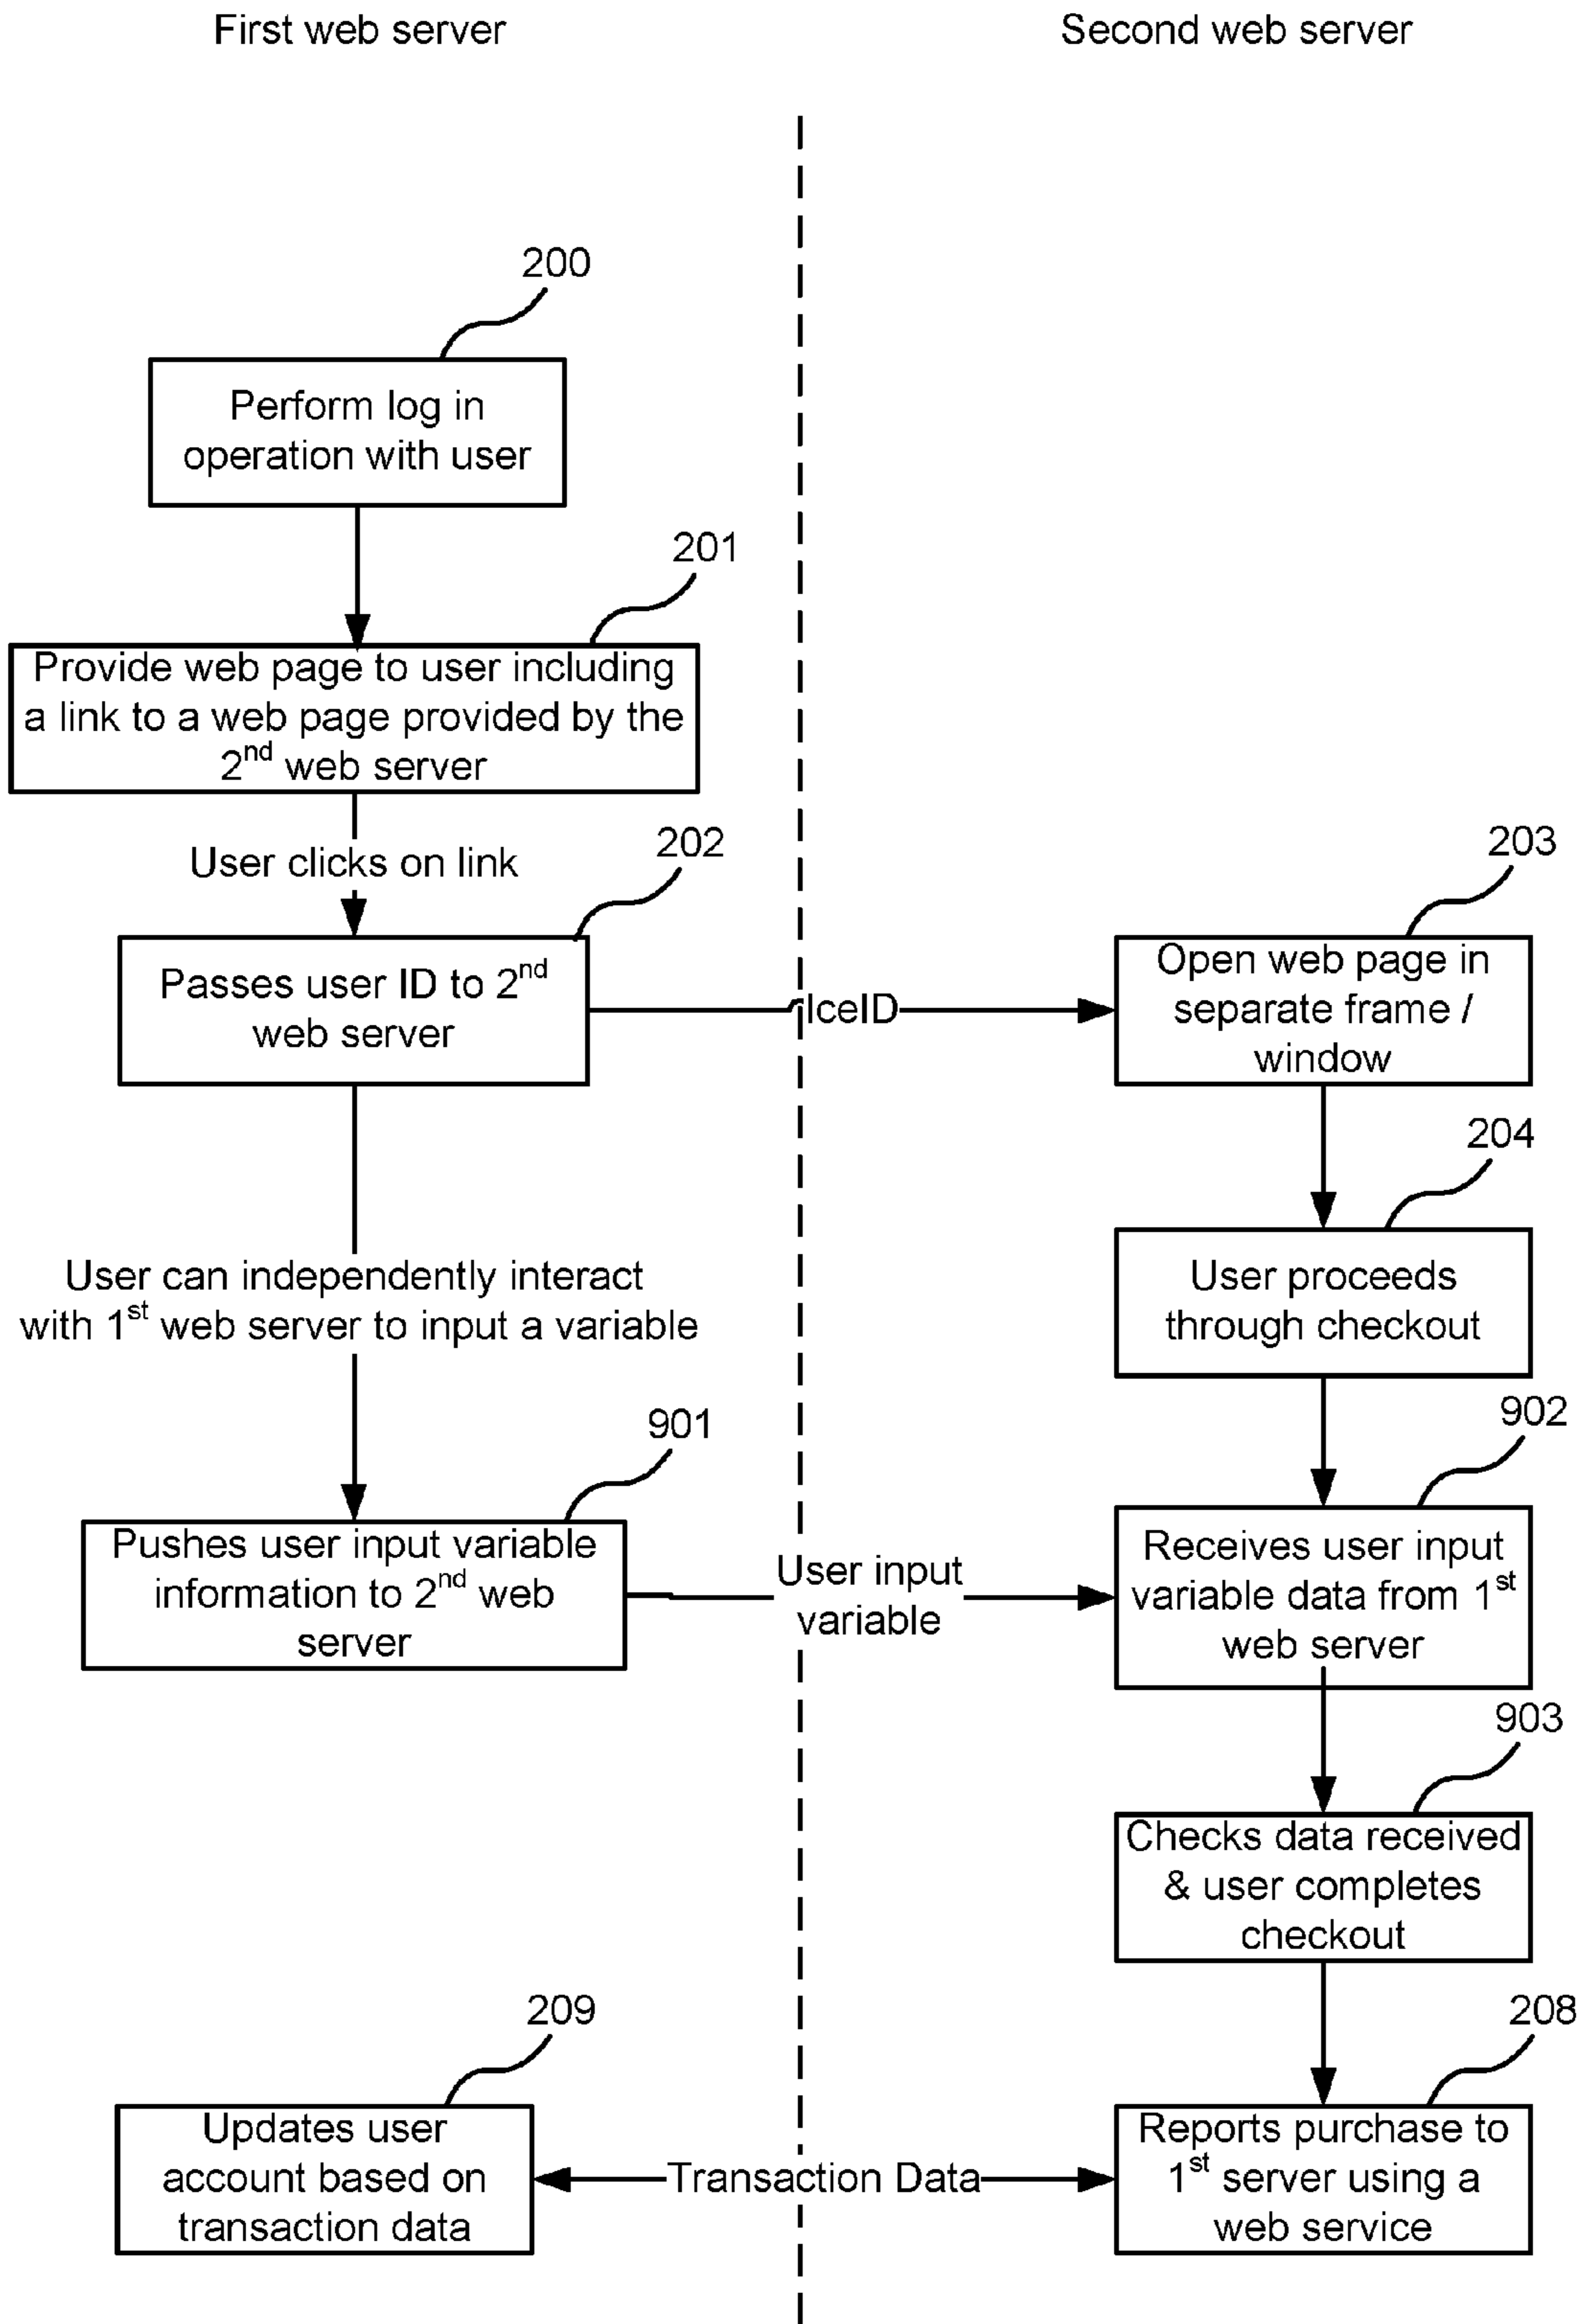 First web server
Second web server
200
Perform log in
operation with user
201
Provide web page to user including
a link to a web page provided by the
2nd web server
User clicks on link
202
203
Passes user ID to 2nd
web server
IceID
Open web page in
separate frame /
window
204
User can independently interact
with 1st web server to input a variable
User proceeds
through checkout
901
902
Pushes user input variable
information to 2nd web
server
User input
variable
Receives user input
variable data from 1st
web server
903
Checks data received
& user completes
checkout
209
208
Updates user
account based on
transaction data
Transaction Data
Reports purchase to
1st server using a
web service